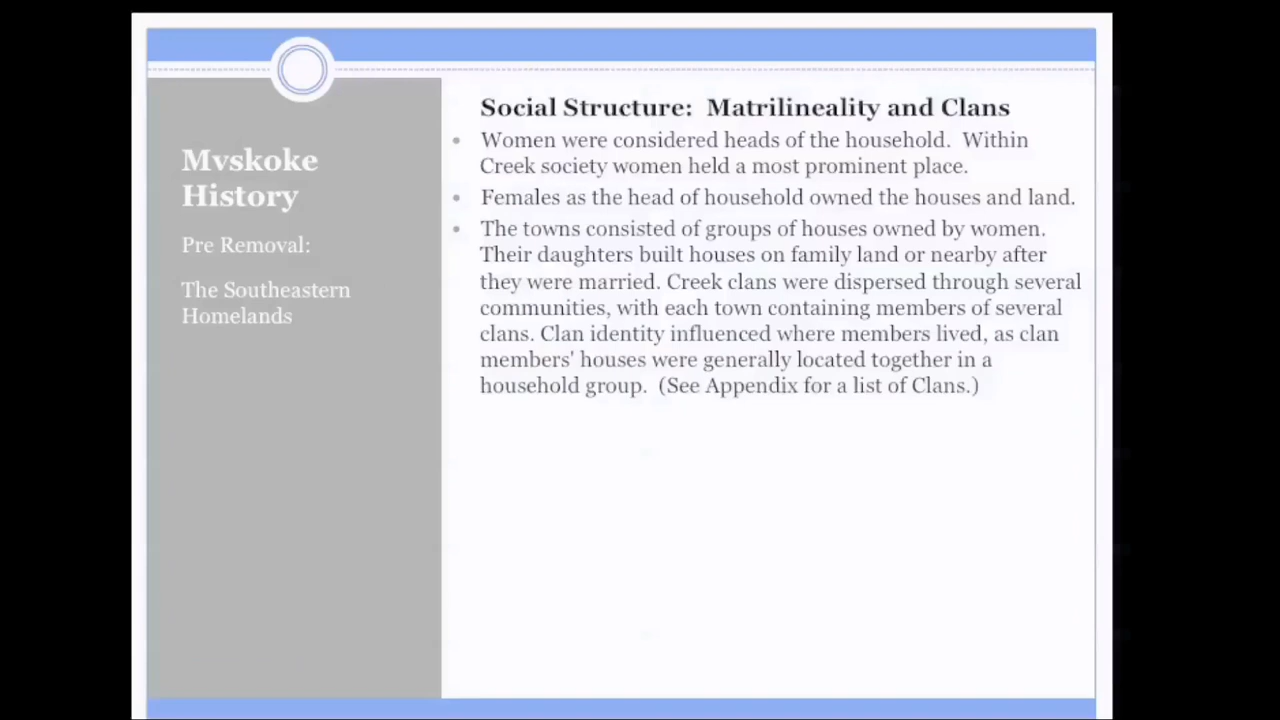 Mvskoke
History
Pre Removal:
The Southeastern
Homelands
Social Structure:  Matrilineality and Clans
• Women were considered heads of the household.  Within
Creek society women held a most prominent place.
• Females as the head of household owned the houses and land.
• The towns consisted of groups of houses owned by women.
Their daughters built houses on family land or nearby after
they were married. Creek clans were dispersed through several
communities, with each town containing members of several
clans. Clan identity influenced where members lived, as clan
members' houses were generally located together in a
household group.  (See Appendix for a list of Clans.)